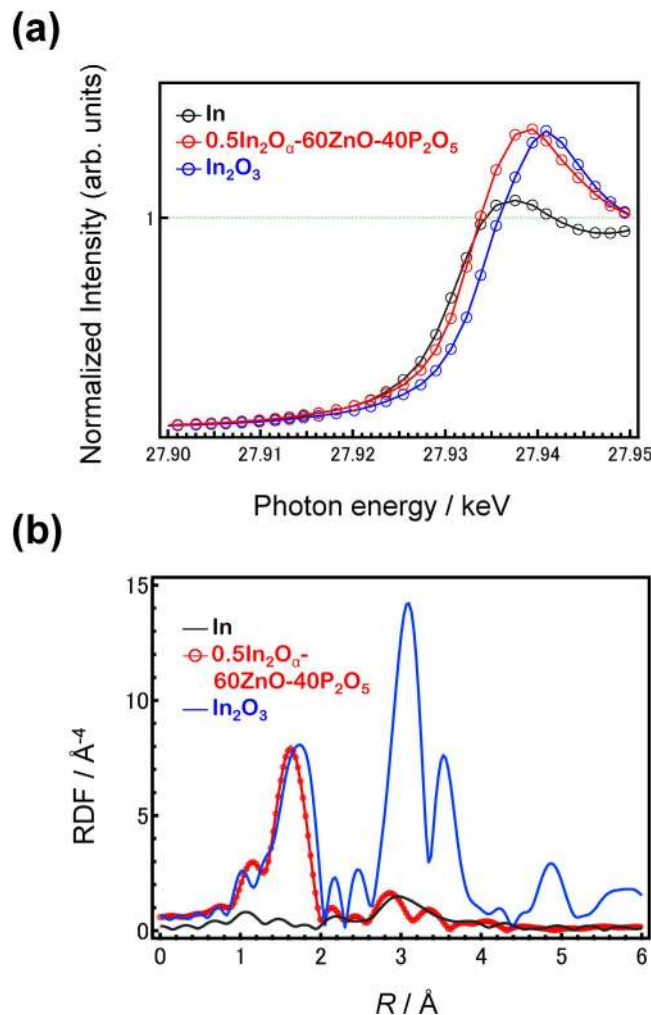 (a)
Normalized Intensity (arb. units)
In
0.5In₂Oα-60ZnO-40P₂O₅
In₂O₃
1
27.90 27.91 27.92 27.93 27.94 27.95
Photon energy / keV
(b)
RDF / Å⁻⁴
15
10
5
0
In
0.5In₂Oα-
60ZnO-40P₂O₅
In₂O₃
0 1 2 3 4 5 6
R / Å